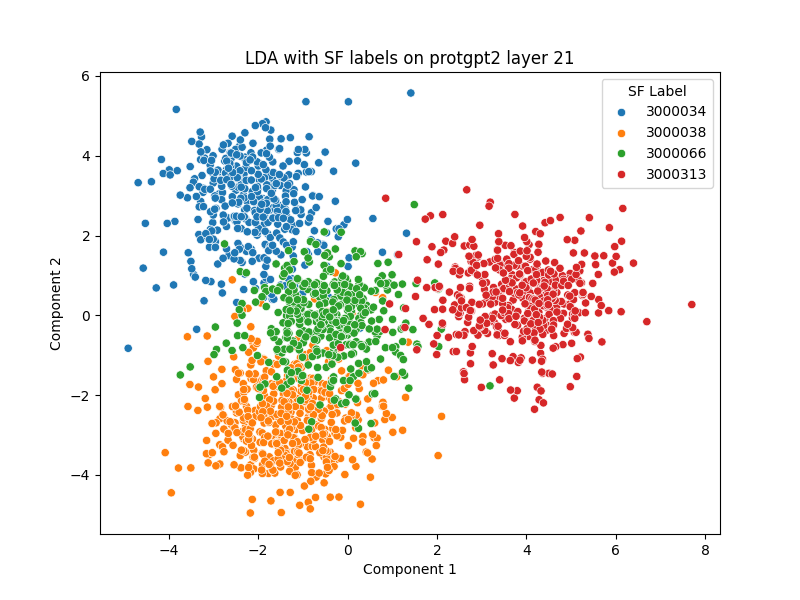 LDA with SF labels on protgpt2 layer 21
SF Label
3000034
3000038
3000066
3000313
6
4
2
0
−2
−4
Component 2
−4 −2 0 2 4 6 8
Component 1